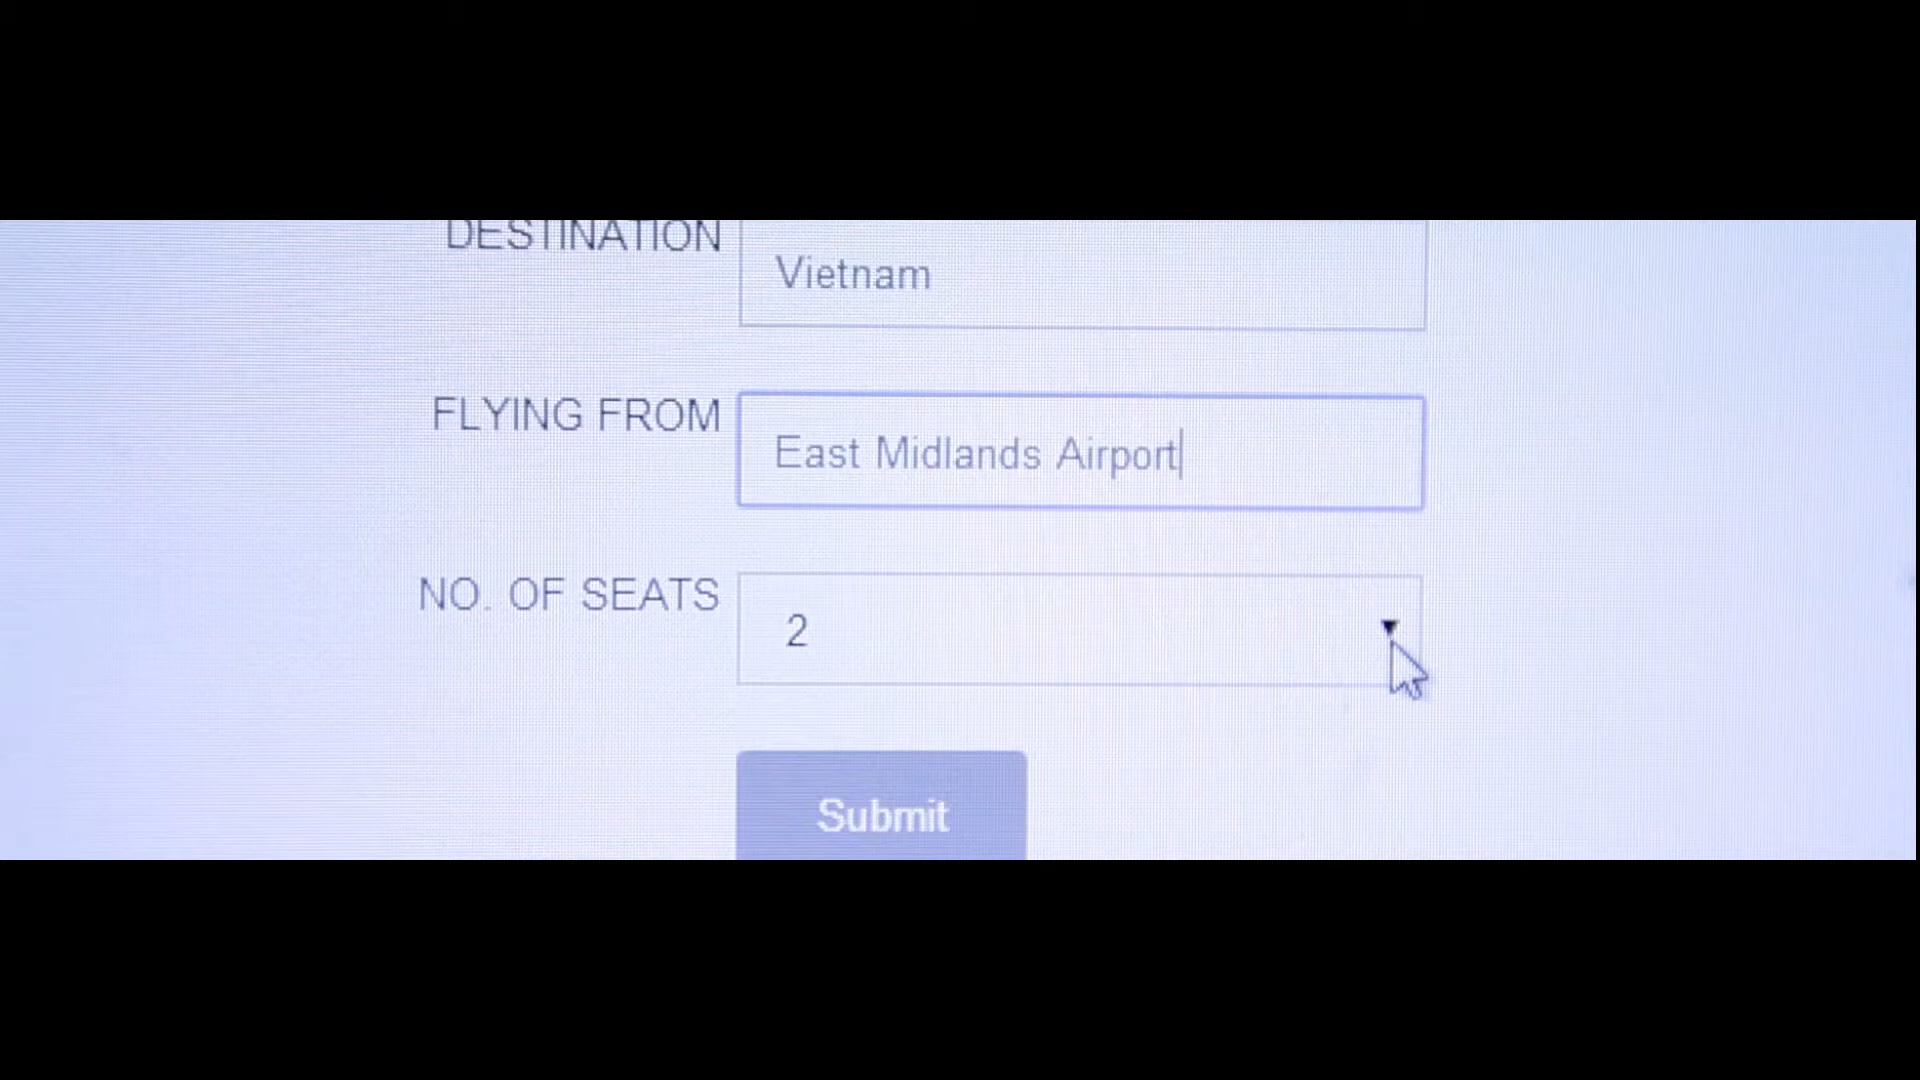 DESTINATION
Vietnam
FLYING FROM
East Midlands Airport
NO. OF SEATS
2
Submit